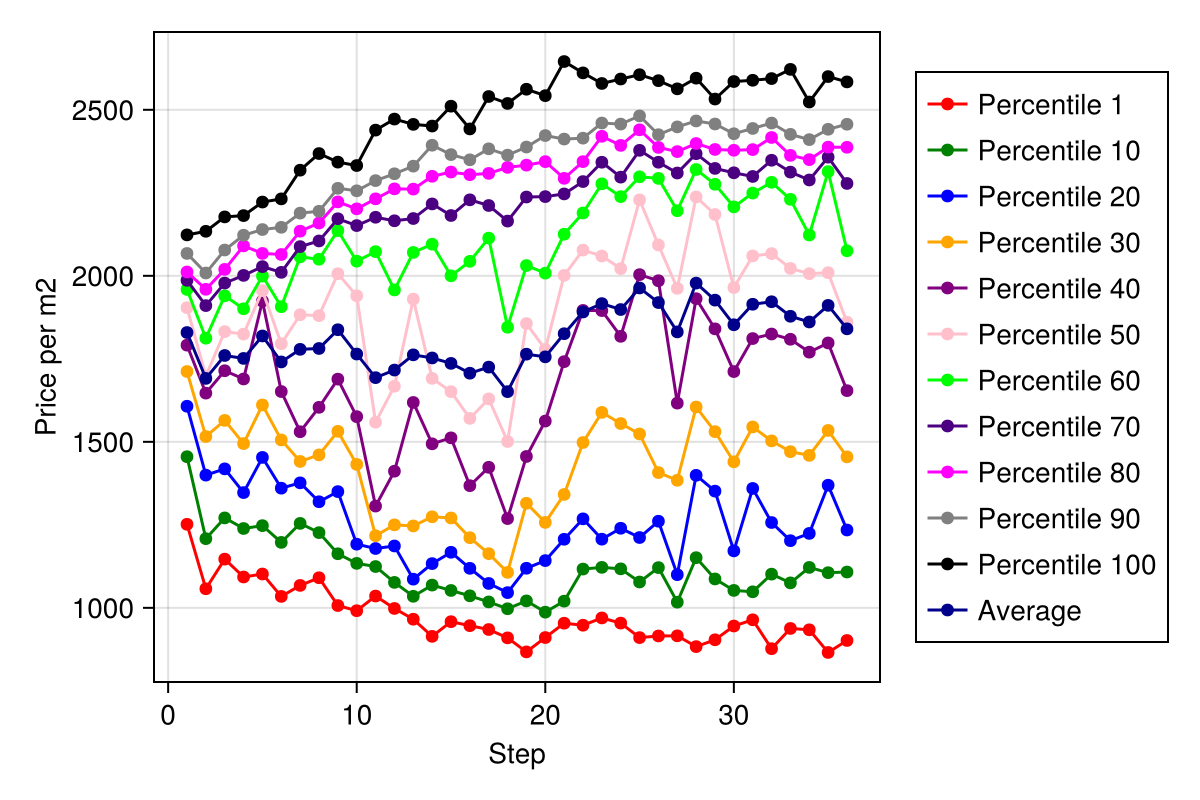 2500
2000
1500
1000
Price per m2
0 10 20 30
Step
Percentile 1
Percentile 10
Percentile 20
Percentile 30
Percentile 40
Percentile 50
Percentile 60
Percentile 70
Percentile 80
Percentile 90
Percentile 100
Average